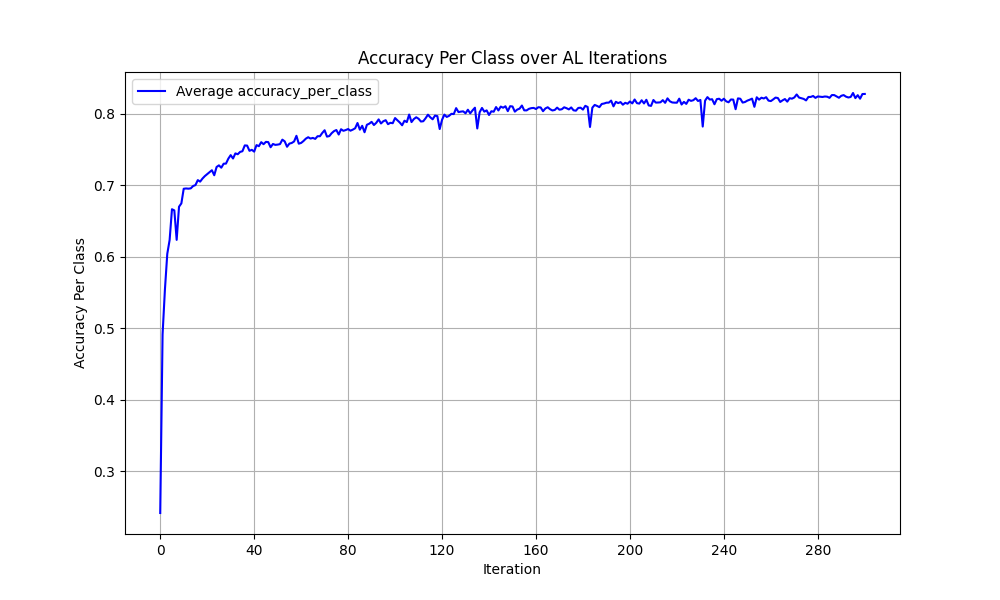 Accuracy Per Class over AL Iterations
Average accuracy_per_class
Accuracy Per Class
0.8
0.7
0.6
0.5
0.4
0.3
0 40 80 120 160 200 240 280
Iteration